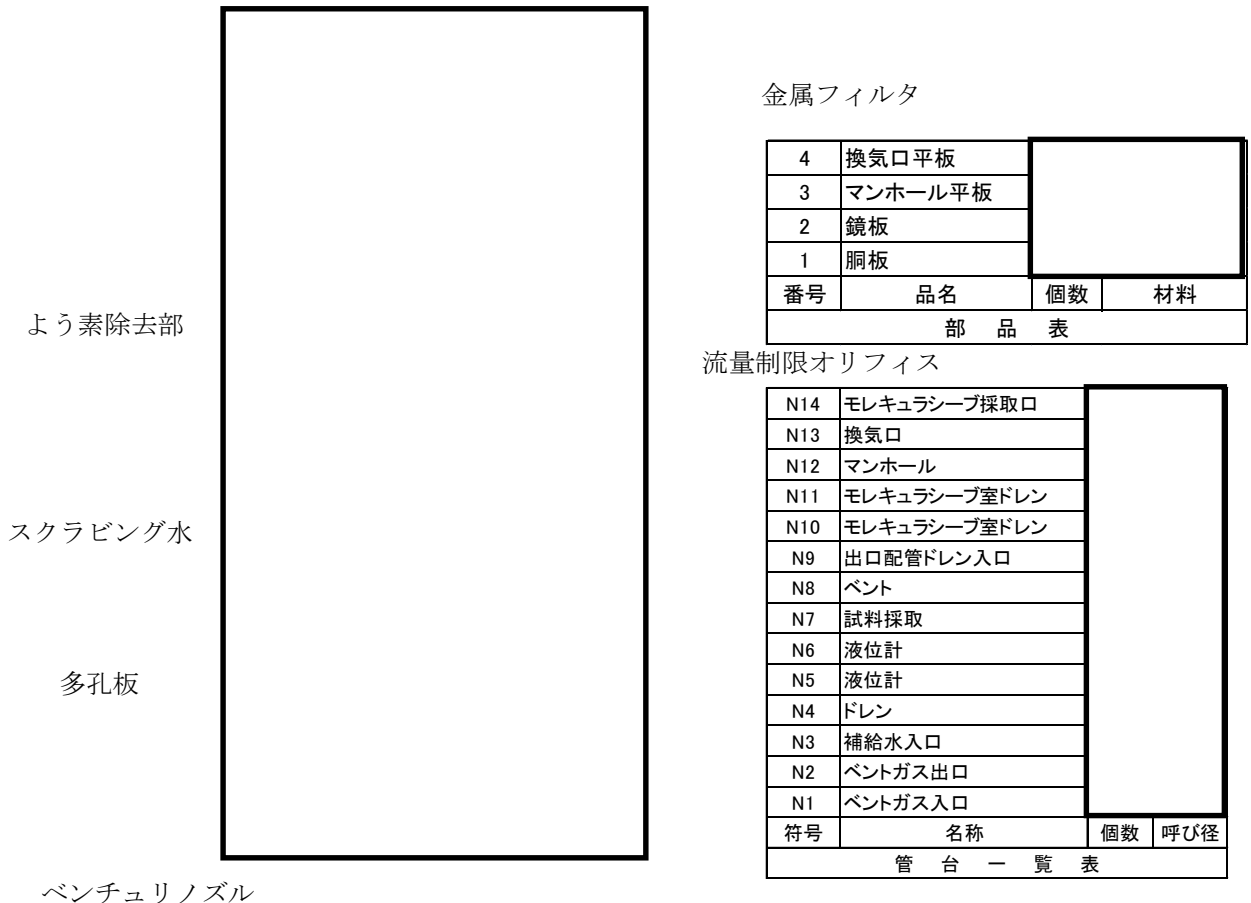 金属フィルタ
4 換気口平板
3 マンホール平板
2 鏡板
1 胴板
番号 品名 個数 材料
部 品 表
よう素除去部
流量制限オリフィス
N14 モレキュラシーブ採取口
N13 換気口
N12 マンホール
N11 モレキュラシーブ室ドレン
N10 モレキュラシーブ室ドレン
N9 出口配管ドレン入口
N8 ベント
N7 試料採取
N6 液位計
N5 液位計
N4 ドレン
N3 補給水入口
N2 ベントガス出口
N1 ベントガス入口
符号 名称 個数 呼び径
管 台 一 覧 表
スクラビング水
多孔板
ベンチュリノズル